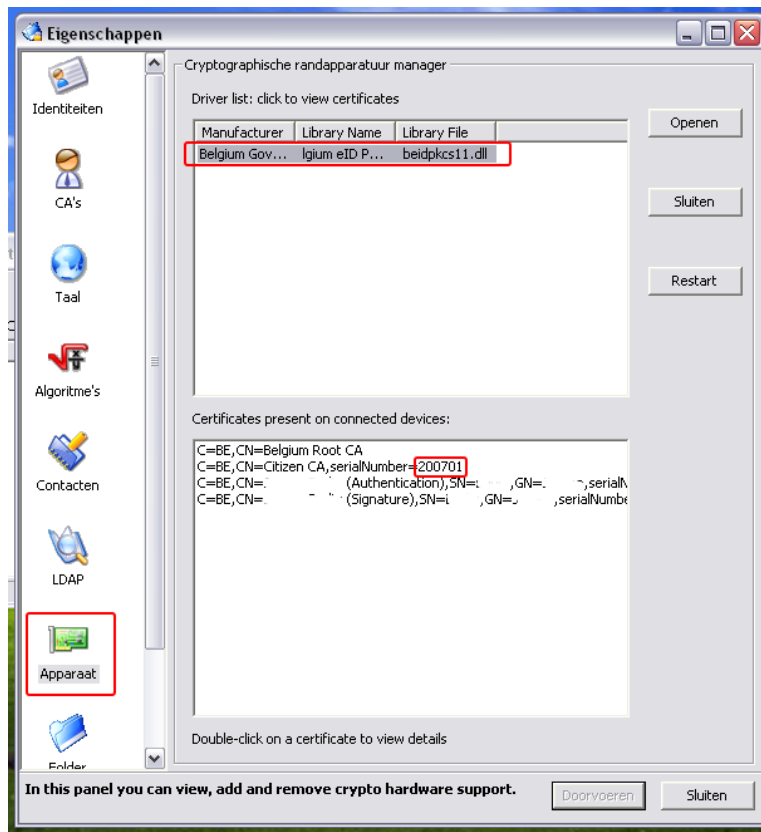 Eigenschappen
Identiteiten
CA's
Taal
Algoritme's
Contacten
LDAP
Apparaat
Folder
Cryptographische randapparatuur manager
Driver list: click to view certificates
Manufacturer Library Name Library File
Belgium Gov... lgium eID P... beidpkcs11.dll
Openen
Sluiten
Restart
Certificates present on connected devices:
C=BE,CN=Belgium Root CA
C=BE,CN=Citizen CA,serialNumber=200701
C=BE,CN= (Authentication),SN= ,GN= ,serialN
C=BE,CN= (Signature),SN= ,GN= ,serialNumbe
Double-click on a certificate to view details
In this panel you can view, add and remove crypto hardware support.
Doorvoeren
Sluiten